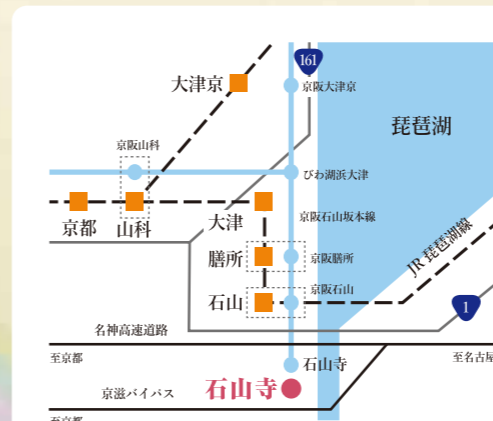 161
大津京
京阪大津京
琵琶湖
京阪山科
びわ湖浜大津
京都
山科
大津
京阪石山坂本線
膳所
京阪膳所
JR 琵琶湖線
石山
京阪石山
1
名神高速道路
至京都
石山寺
至名古屋
京滋バイパス
石山寺
至京都